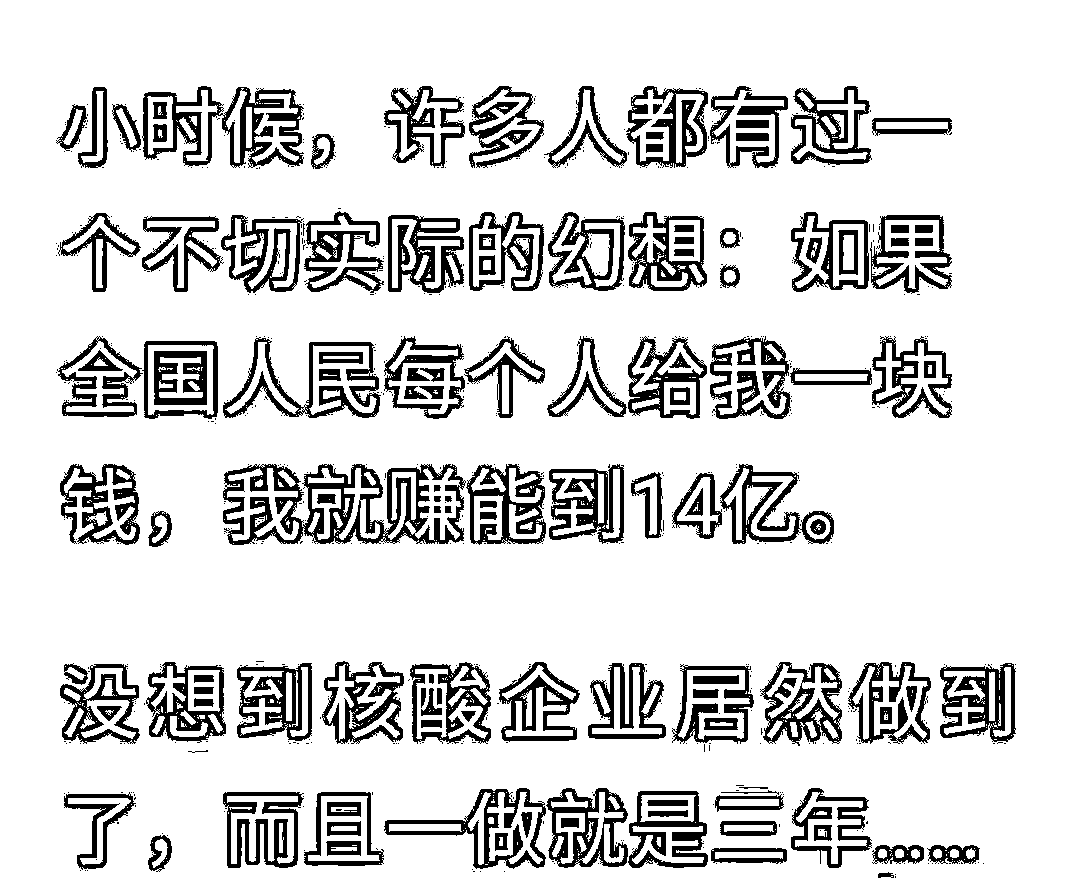 小时候，许多人都有过一
个不切实际的幻想：如果
全国人民每个人给我一块
钱，我就赚能到14亿。
没想到核酸企业居然做到
了，而且一做就是三年……